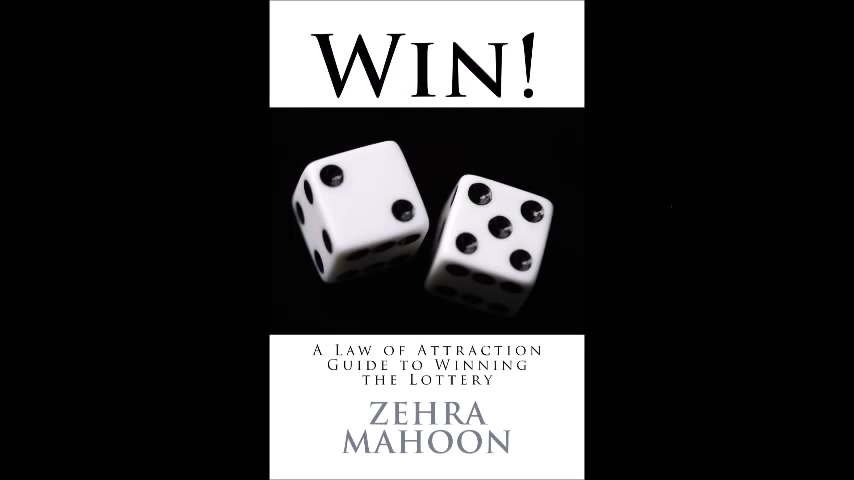 Win!
A Law of Attraction
Guide to Winning
the Lottery
Zehra
Mahoon